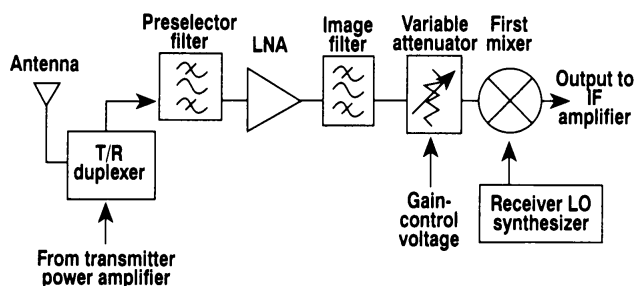 Preselector
filter
LNA
Image
filter
Variable
attenuator
First
mixer
Antenna
Output to
IF
amplifier
T/R
duplexer
Gain-
control
voltage
Receiver LO
synthesizer
From transmitter
power amplifier